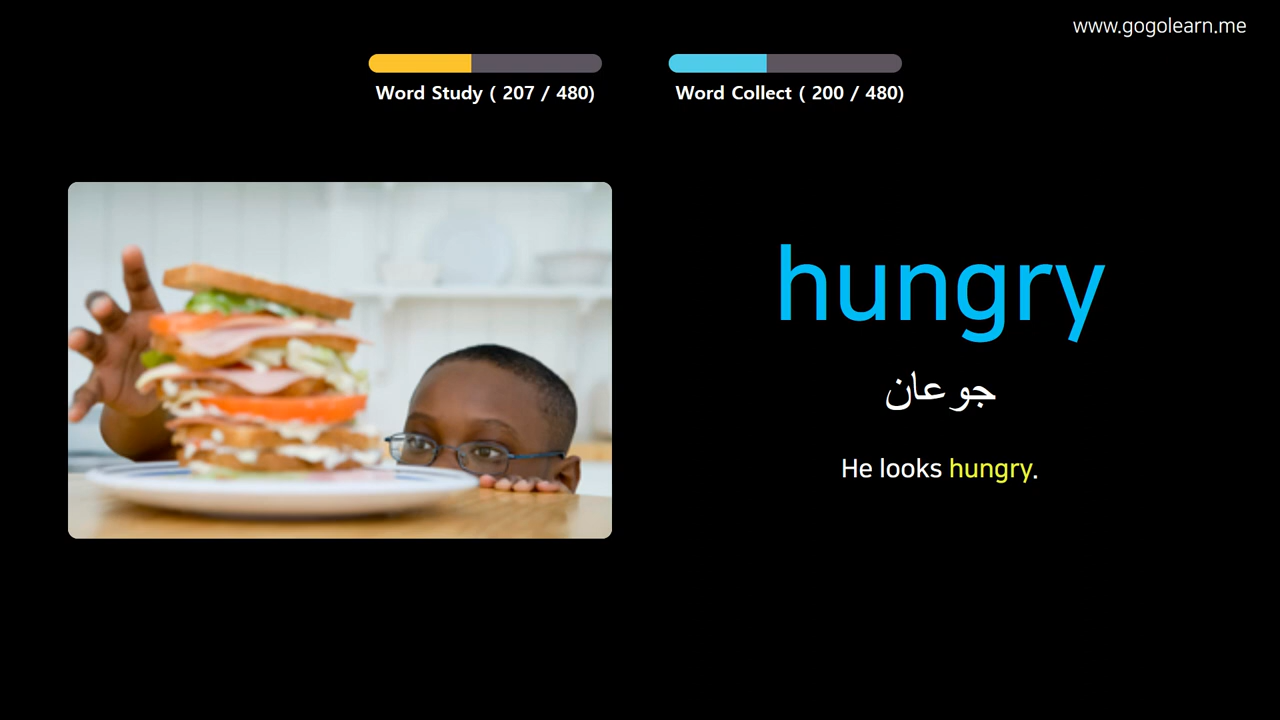 www.gogolearn.me
Word Study ( 207 / 480)
Word Collect ( 200 / 480)
hungry
جوعان
He looks hungry.